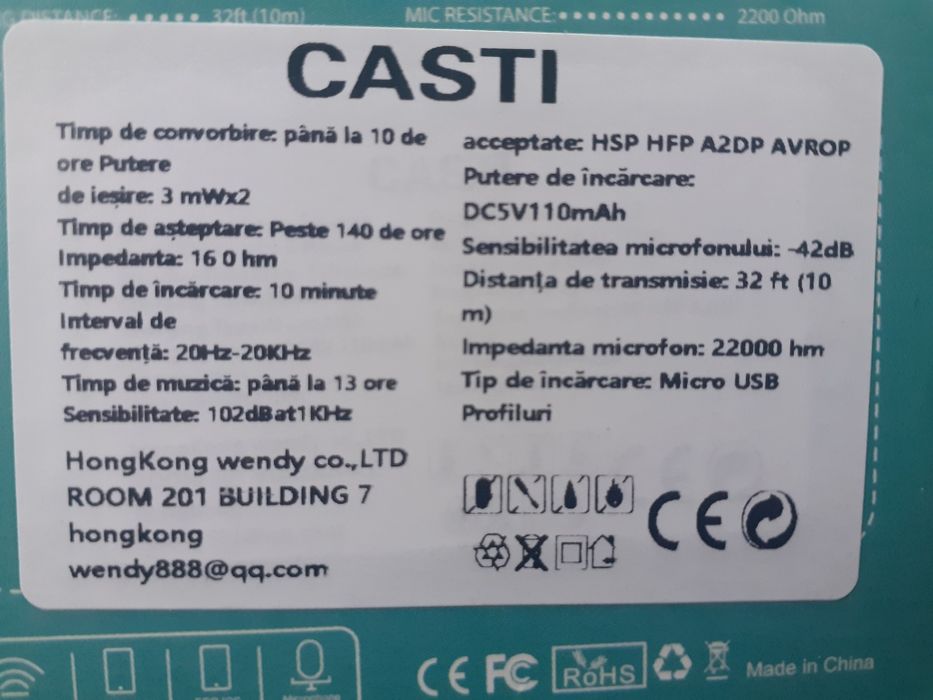 DISTANCE: 32ft (10m)
MIC RESISTANCE: 2200 Ohm
CASTI
Timp de convorbire: până la 10 de
ore Putere
de ieșire: 3 mWx2
Timp de așteptare: Peste 140 de ore
Impedanta: 16 0 hm
Timp de încărcare: 10 minute
Interval de
frecvență: 20Hz-20KHz
Timp de muzică: până la 13 ore
Sensibilitate: 102dBat1KHz
acceptate: HSP HFP A2DP AVROP
Putere de încărcare:
DC5V110mAh
Sensibilitatea microfonului: -42dB
Distanța de transmisie: 32 ft (10
m)
Impedanta microfon: 22000 hm
Tip de încărcare: Micro USB
Profiluri
HongKong wendy co.,LTD
ROOM 201 BUILDING 7
hongkong
wendy888@qq.com
CE
CE FC RoHS
Made in China